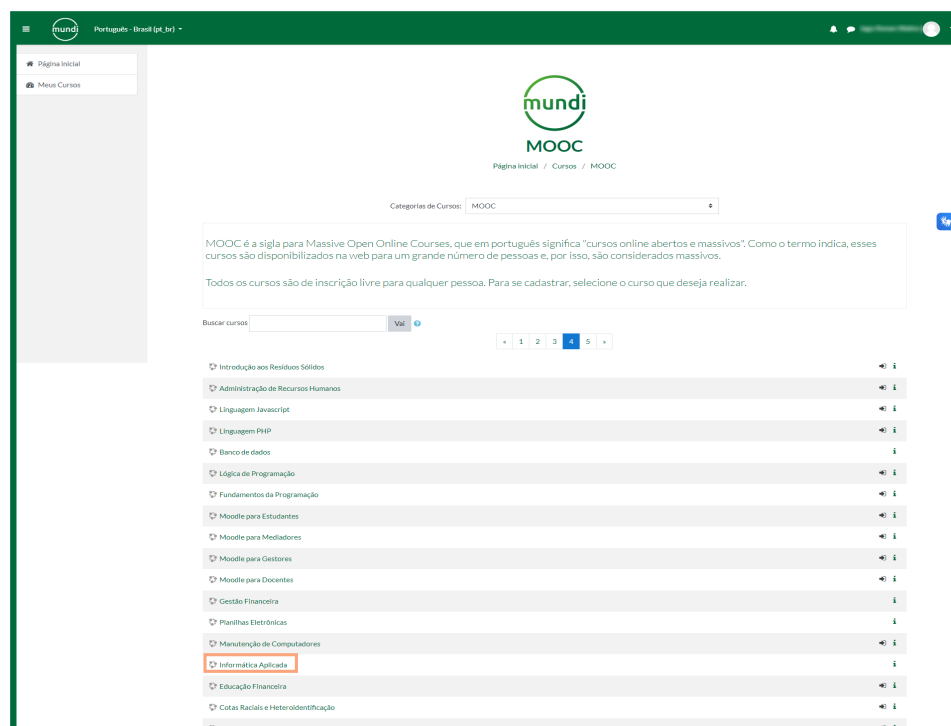 mundi
Português - Brasil (pt_br)
Página inicial
Meus Cursos
mundi
MOOC
Página inicial / Cursos / MOOC
Categorias de Cursos: MOOC
MOOC é a sigla para Massive Open Online Courses, que em português significa "cursos online abertos e massivos". Como o termo indica, esses
cursos são disponibilizados na web para um grande número de pessoas e, por isso, são considerados massivos.
Todos os cursos são de inscrição livre para qualquer pessoa. Para se cadastrar, selecione o curso que deseja realizar.
Buscar cursos Vai
« 1 2 3 4 5 »
Introdução aos Resíduos Sólidos
Administração de Recursos Humanos
Linguagem Javascript
Linguagem PHP
Banco de dados
Lógica de Programação
Fundamentos da Programação
Moodle para Estudantes
Moodle para Mediadores
Moodle para Gestores
Moodle para Docentes
Gestão Financeira
Planilhas Eletrônicas
Manutenção de Computadores
Informática Aplicada
Educação Financeira
Cotas Raciais e Heteroidentificação